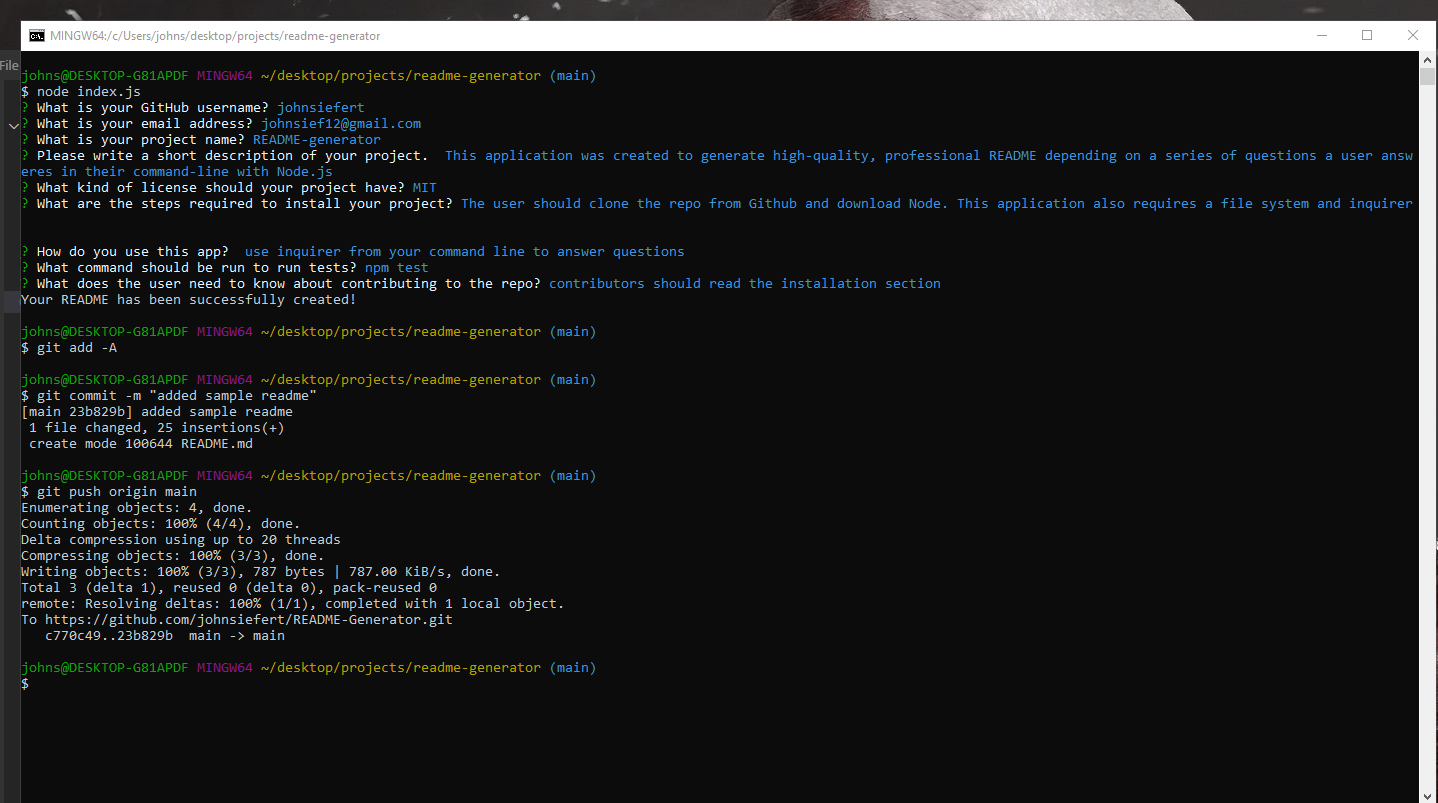 MINGW64:/c/Users/johns/desktop/projects/readme-generator
File
johns@DESKTOP-G81APDF MINGW64 ~/desktop/projects/readme-generator (main)
$ node index.js
? What is your GitHub username? johnsiefert
? What is your email address? johnsief12@gmail.com
? What is your project name? README-generator
? Please write a short description of your project.  This application was created to generate high-quality, professional README depending on a series of questions a user answ
eres in their command-line with Node.js
? What kind of license should your project have? MIT
? What are the steps required to install your project? The user should clone the repo from Github and download Node. This application also requires a file system and inquirer
? How do you use this app?  use inquirer from your command line to answer questions
? What command should be run to run tests? npm test
? What does the user need to know about contributing to the repo? contributors should read the installation section
Your README has been successfully created!
johns@DESKTOP-G81APDF MINGW64 ~/desktop/projects/readme-generator (main)
$ git add -A
johns@DESKTOP-G81APDF MINGW64 ~/desktop/projects/readme-generator (main)
$ git commit -m "added sample readme"
[main 23b829b] added sample readme
 1 file changed, 25 insertions(+)
 create mode 100644 README.md
johns@DESKTOP-G81APDF MINGW64 ~/desktop/projects/readme-generator (main)
$ git push origin main
Enumerating objects: 4, done.
Counting objects: 100% (4/4), done.
Delta compression using up to 20 threads
Compressing objects: 100% (3/3), done.
Writing objects: 100% (3/3), 787 bytes | 787.00 KiB/s, done.
Total 3 (delta 1), reused 0 (delta 0), pack-reused 0
remote: Resolving deltas: 100% (1/1), completed with 1 local object.
To https://github.com/johnsiefert/README-Generator.git
   c770c49..23b829b  main -> main
johns@DESKTOP-G81APDF MINGW64 ~/desktop/projects/readme-generator (main)
$